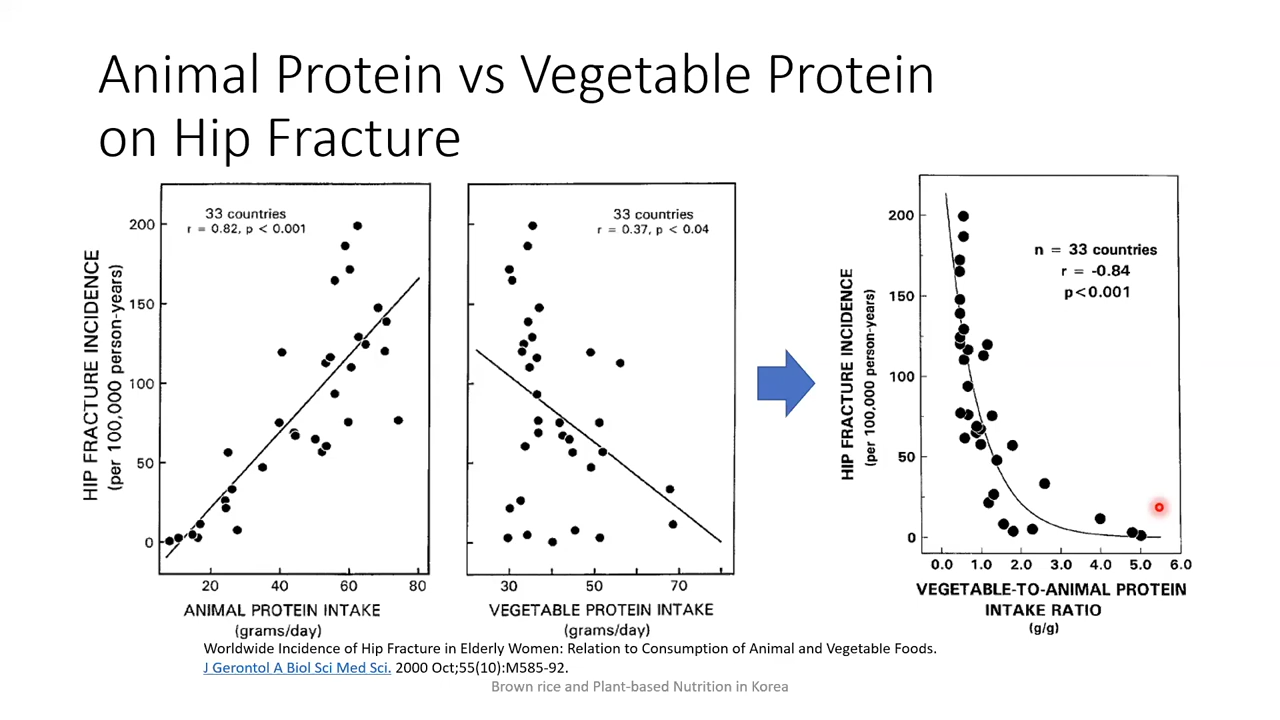 Animal Protein vs Vegetable Protein
on Hip Fracture
HIP FRACTURE INCIDENCE
(per 100,000 person-years)
200
150
100
50
0
33 countries
r = 0.82, p < 0.001
20 40 60 80
ANIMAL PROTEIN INTAKE
(grams/day)
33 countries
r = 0.37, p < 0.04
30 50 70
VEGETABLE PROTEIN INTAKE
(grams/day)
HIP FRACTURE INCIDENCE
(per 100,000 person-years)
200
150
100
50
0
n = 33 countries
r = -0.84
p<0.001
0.0 1.0 2.0 3.0 4.0 5.0 6.0
VEGETABLE-TO-ANIMAL PROTEIN
INTAKE RATIO
(g/g)
Worldwide Incidence of Hip Fracture in Elderly Women: Relation to Consumption of Animal and Vegetable Foods.
J Gerontol A Biol Sci Med Sci. 2000 Oct;55(10):M585-92.
Brown rice and Plant-based Nutrition in Korea